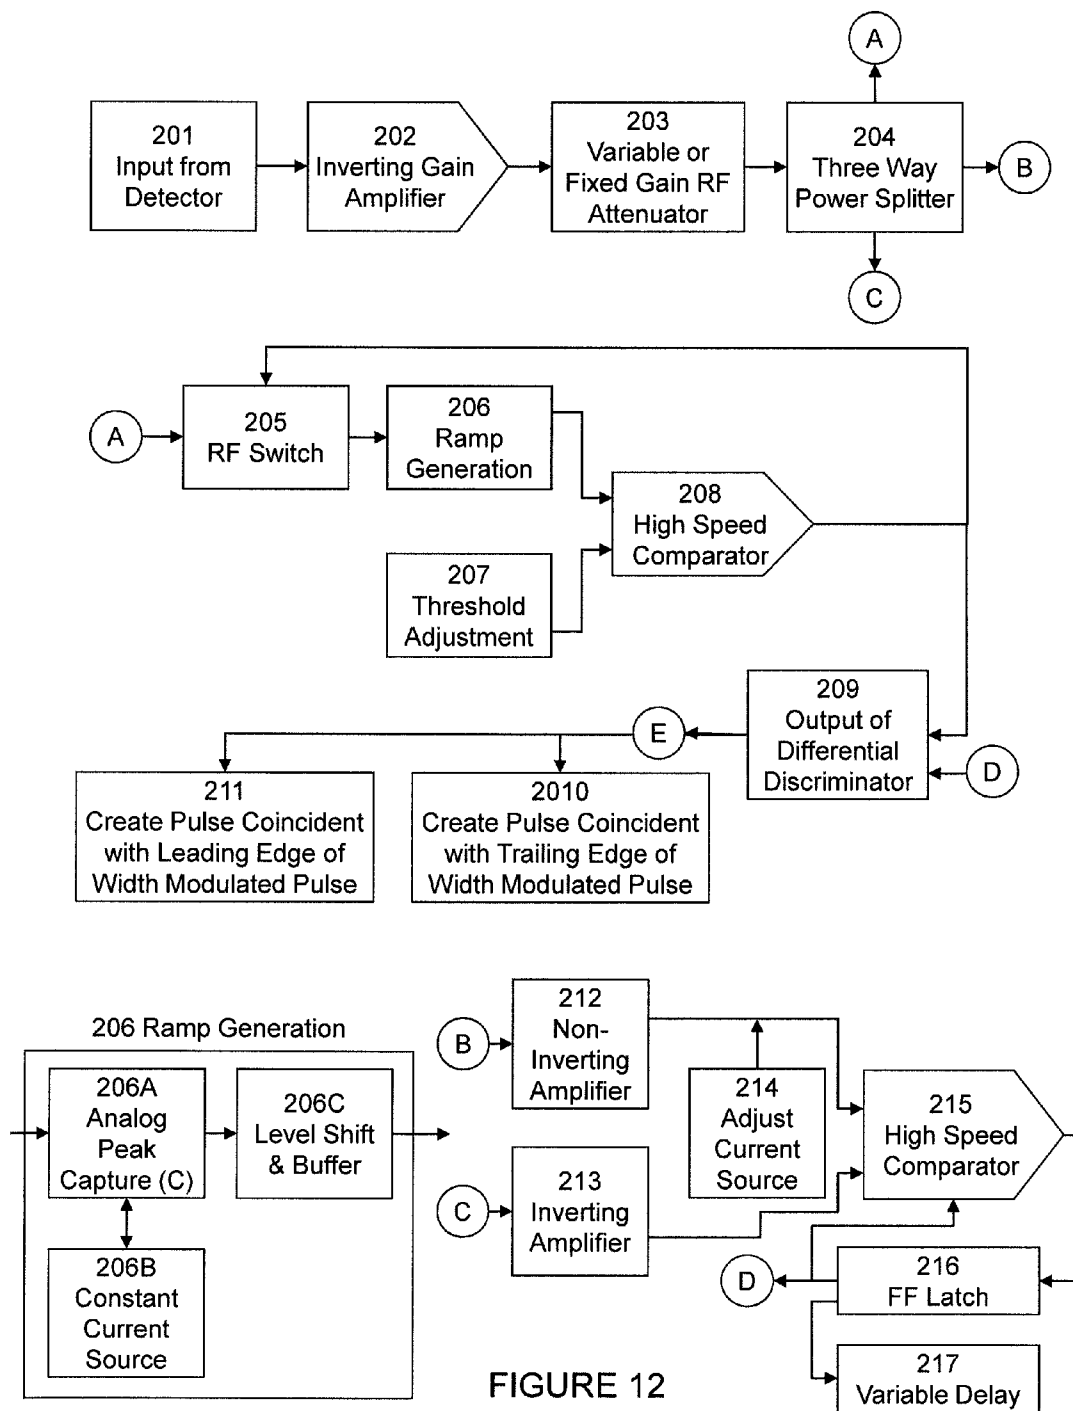 A
201
Input from
Detector
202
Inverting Gain
Amplifier
203
Variable or
Fixed Gain RF
Attenuator
204
Three Way
Power Splitter
B
C
A
205
RF Switch
206
Ramp
Generation
207
Threshold
Adjustment
208
High Speed
Comparator
209
Output of
Differential
Discriminator
D
E
211
Create Pulse Coincident
with Leading Edge of
Width Modulated Pulse
2010
Create Pulse Coincident
with Trailing Edge of
Width Modulated Pulse
206 Ramp Generation
206A
Analog
Peak
Capture (C)
206C
Level Shift
& Buffer
206B
Constant
Current
Source
B
212
Non-
Inverting
Amplifier
C
213
Inverting
Amplifier
214
Adjust
Current
Source
215
High Speed
Comparator
D
216
FF Latch
217
Variable Delay
FIGURE 12